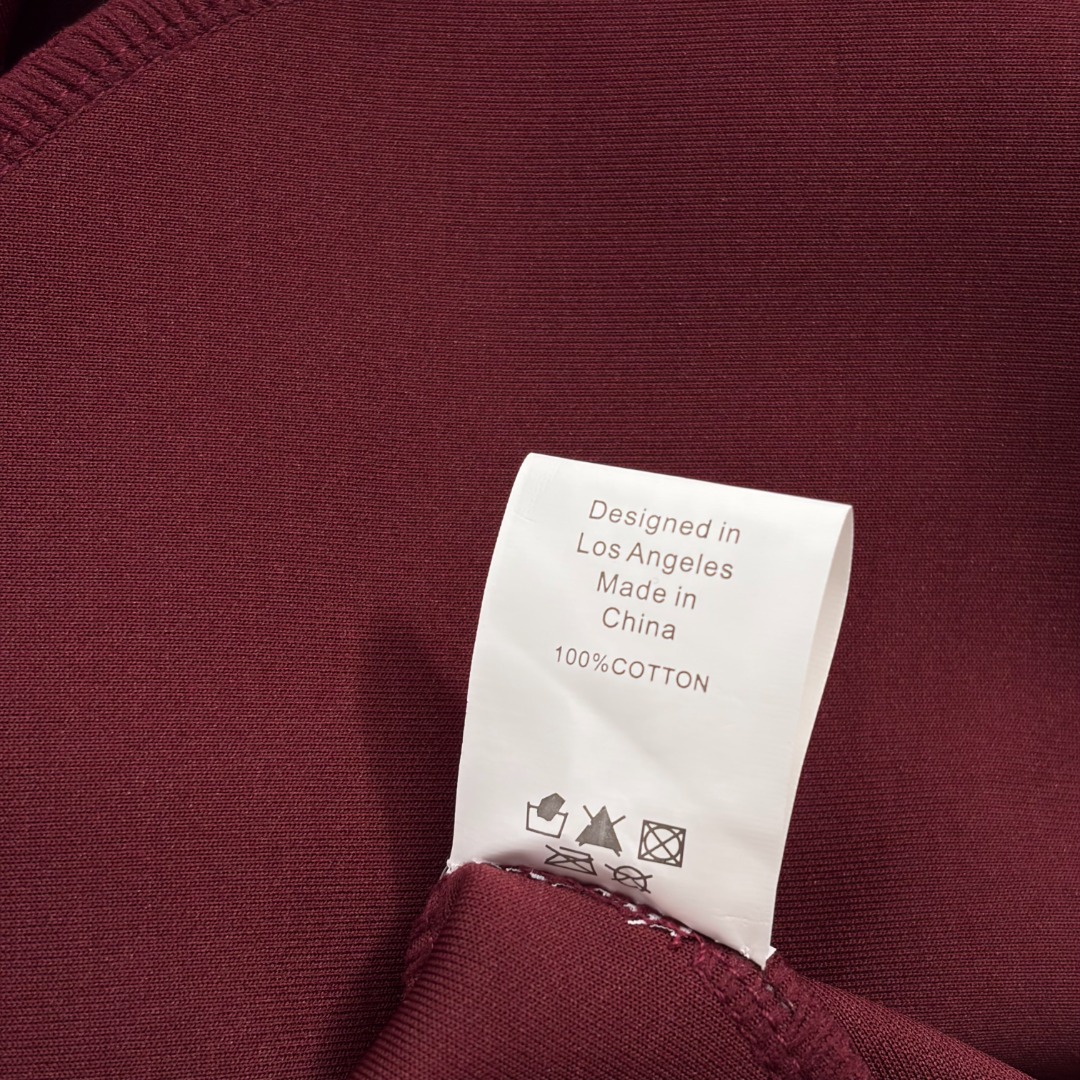 Designed in
Los Angeles
Made in
China
100%COTTON